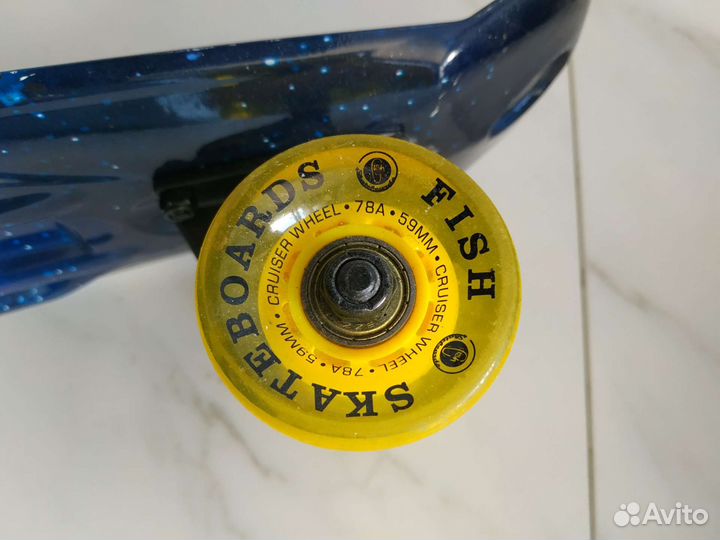 FISH
SKATEBOARDS
CRUISER WHEEL • 78A • 59MM • CRUISER WHEEL • 78A • 59MM •
Avito